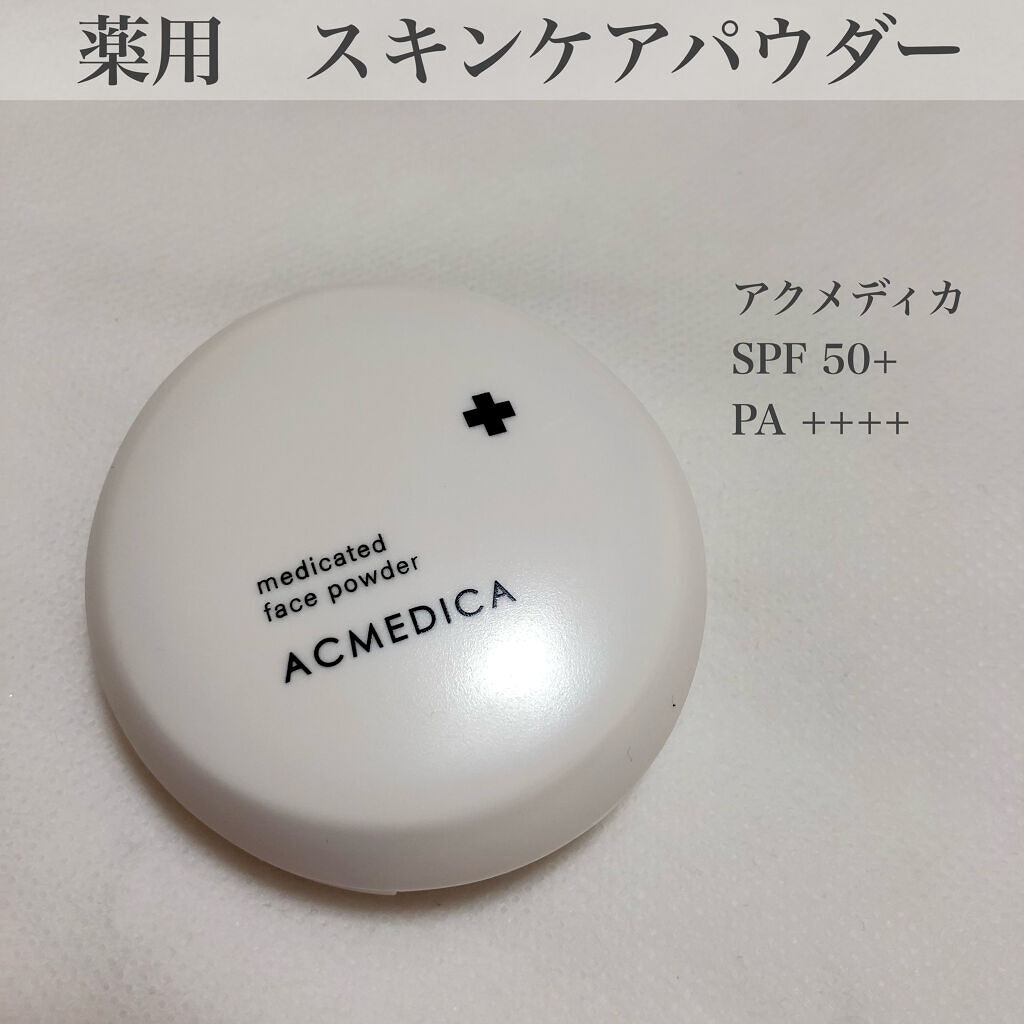 薬用　スキンケアパウダー
アクメディカ
SPF 50+
PA ++++
medicated
face powder
ACMEDICA